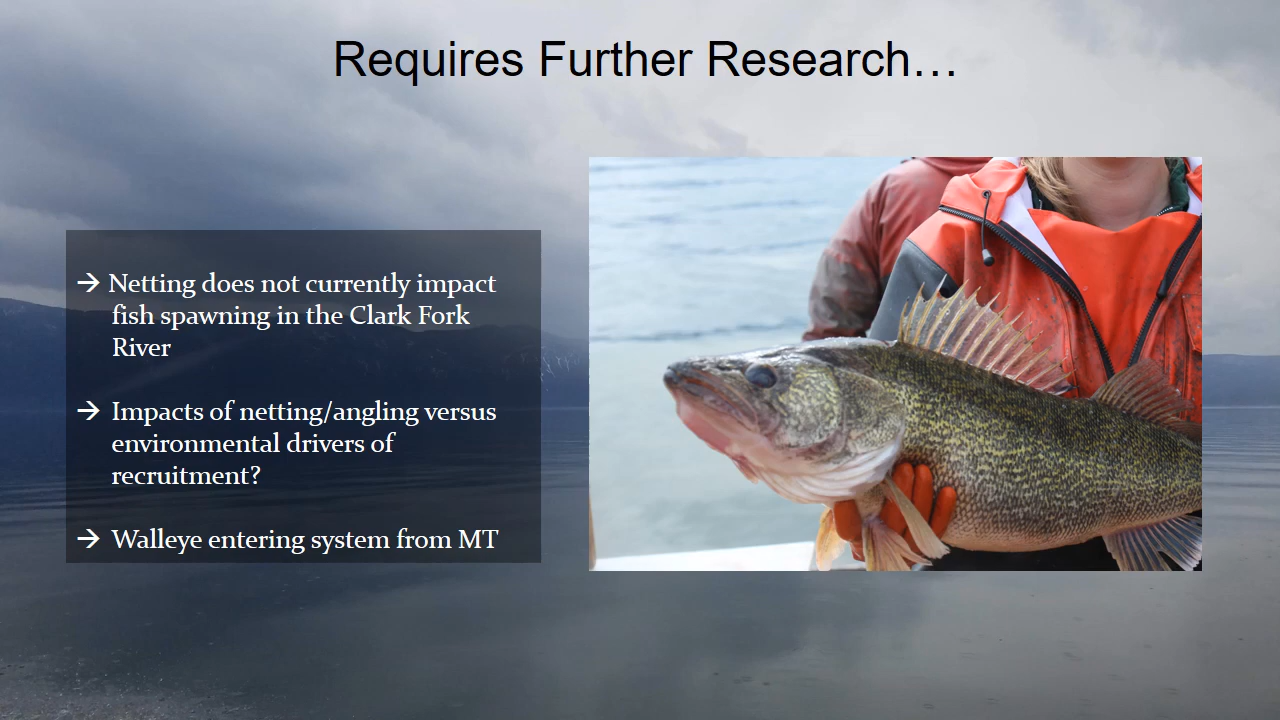 Requires Further Research…
→ Netting does not currently impact
fish spawning in the Clark Fork
River
→ Impacts of netting/angling versus
environmental drivers of
recruitment?
→ Walleye entering system from MT